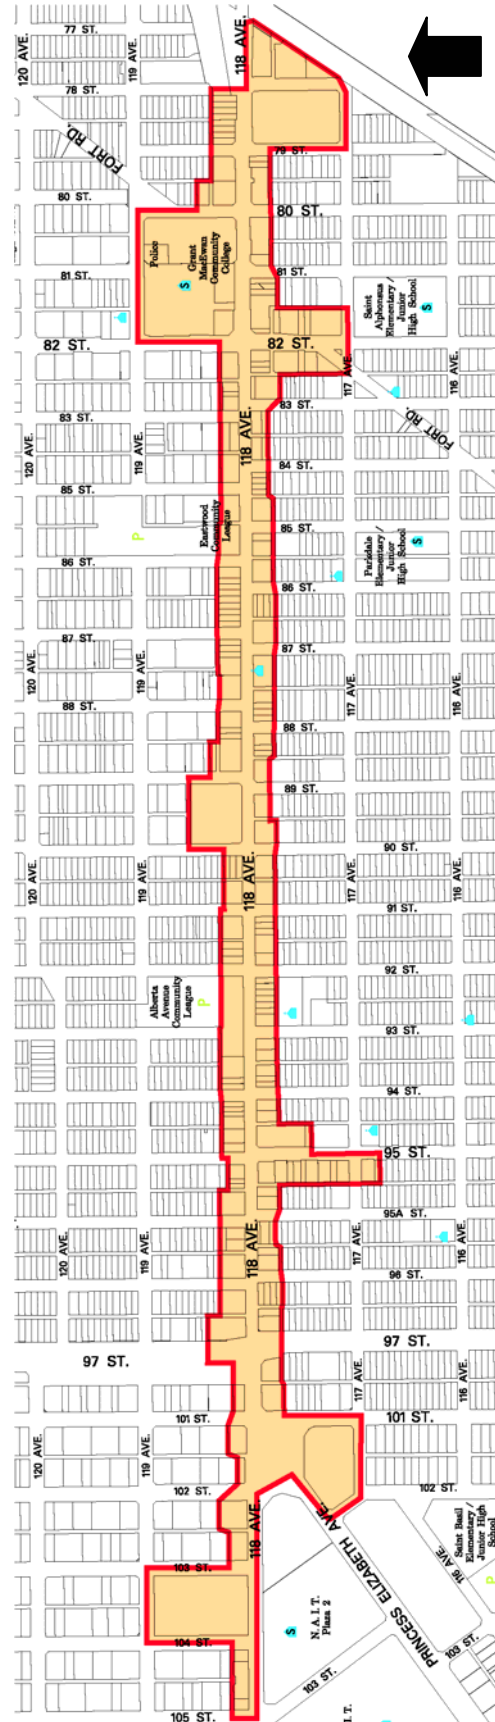 77 ST.
120 AVE.
119 AVE.
118 AVE.
78 ST.
FORT RD.
79 ST.
80 ST.
80 ST.
Police
Grant
MacEwan
Community
College
S
81 ST.
81 ST.
Saint
Alphonsus
Elementary /
Junior
High School
S
82 ST.
82 ST.
117 AVE.
116 AVE.
FORT RD.
83 ST.
83 ST.
120 AVE.
119 AVE.
118 AVE.
84 ST.
85 ST.
Eastwood
Community
League
P
85 ST.
Parkdale
Elementary /
Junior
High School
S
86 ST.
86 ST.
87 ST.
87 ST.
120 AVE.
119 AVE.
117 AVE.
116 AVE.
88 ST.
88 ST.
89 ST.
90 ST.
120 AVE.
119 AVE.
118 AVE.
117 AVE.
116 AVE.
91 ST.
92 ST.
Alberta
Avenue
Community
League
P
93 ST.
94 ST.
95 ST.
95A ST.
120 AVE.
119 AVE.
118 AVE.
117 AVE.
116 AVE.
96 ST.
97 ST.
97 ST.
117 AVE.
116 AVE.
101 ST.
101 ST.
120 AVE.
119 AVE.
102 ST.
102 ST.
118 AVE.
PRINCESS ELIZABETH AVE.
116 AVE.
Saint Basil
Elementary /
Junior High
School
P
103 ST.
N.A.I.T.
Plaza 2
S
104 ST.
103 ST.
103 ST.
105 ST.
I.T.